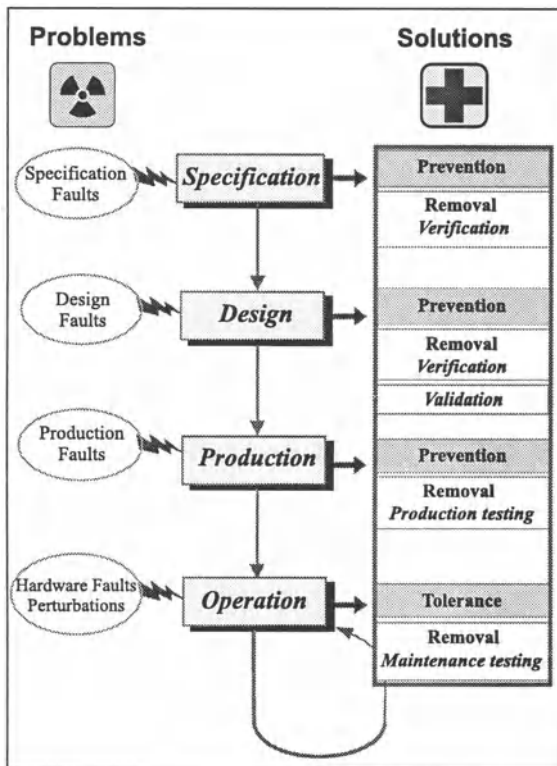 Problems
Solutions
Specification
Faults
Specification
Prevention
Removal
Verification
Design
Faults
Design
Prevention
Removal
Verification
Validation
Production
Faults
Production
Prevention
Removal
Production testing
Hardware Faults
Perturbations
Operation
Tolerance
Removal
Maintenance testing